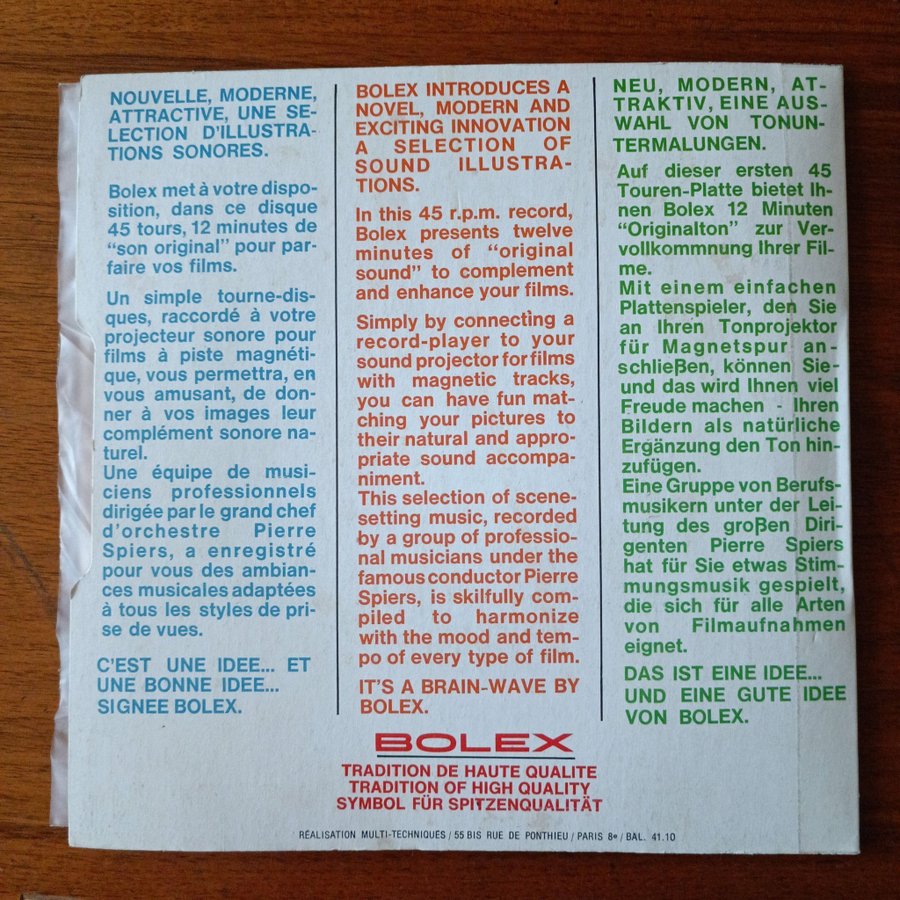 NOUVELLE, MODERNE,
ATTRACTIVE, UNE SE-
LECTION D'ILLUSTRA-
TIONS SONORES.
Bolex met à votre dispo-
sition, dans ce disque
45 tours, 12 minutes de
"son original" pour par-
faire vos films.
Un simple tourne-dis-
ques, raccordé à votre
projecteur sonore pour
films à piste magnéti-
que, vous permettra, en
vous amusant, de don-
ner à vos images leur
complément sonore na-
turel.
Une équipe de musi-
ciens professionnels
dirigée par le grand chef
d'orchestre Pierre
Spiers, a enregistré
pour vous des ambian-
ces musicales adaptées
à tous les styles de pri-
se de vues.
C'EST UNE IDEE... ET
UNE BONNE IDEE...
SIGNEE BOLEX.
BOLEX INTRODUCES A
NOVEL, MODERN AND
EXCITING INNOVATION
A SELECTION OF
SOUND ILLUSTRA-
TIONS.
In this 45 r.p.m. record,
Bolex presents twelve
minutes of "original
sound" to complement
and enhance your films.
Simply by connecting a
record-player to your
sound projector for films
with magnetic tracks,
you can have fun mat-
ching your pictures to
their natural and appro-
priate sound accompa-
niment.
This selection of scene-
setting music, recorded
by a group of professio-
nal musicians under the
famous conductor Pierre
Spiers, is skilfully com-
piled to harmonize
with the mood and tem-
po of every type of film.
IT'S A BRAIN-WAVE BY
BOLEX.
NEU, MODERN, AT-
TRAKTIV, EINE AUS-
WAHL VON TONUN-
TERMALUNGEN.
Auf dieser ersten 45
Touren-Platte bietet Ih-
nen Bolex 12 Minuten
"Originalton" zur Ver-
vollkommnung Ihrer Fil-
me.
Mit einem einfachen
Plattenspieler, den Sie
an Ihren Tonprojektor
für Magnetspur an-
schließen, können Sie-
und das wird Ihnen viel
Freude machen - Ihren
Bildern als natürliche
Ergänzung den Ton hin-
zufügen.
Eine Gruppe von Berufs-
musikern unter der Lei-
tung des großen Diri-
genten Pierre Spiers
hat für Sie etwas Stim-
mungsmusik gespielt,
die sich für alle Arten
von Filmaufnahmen
eignet.
DAS IST EINE IDEE...
UND EINE GUTE IDEE
VON BOLEX.
BOLEX
TRADITION DE HAUTE QUALITE
TRADITION OF HIGH QUALITY
SYMBOL FÜR SPITZENQUALITÄT
RÉALISATION MULTI-TECHNIQUES / 55 BIS RUE DE PONTHIEU / PARIS 8e / BAL. 41.10